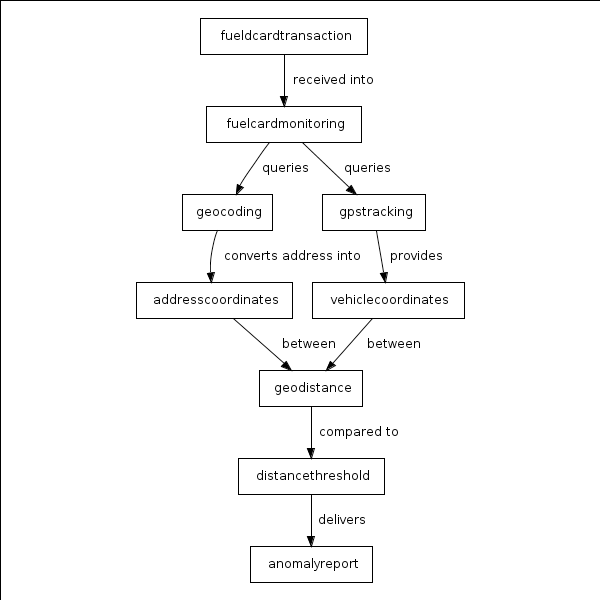 fueldcardtransaction
received into
fuelcardmonitoring
queries queries
geocoding gpstracking
converts address into provides
addresscoordinates vehiclecoordinates
between between
geodistance
compared to
distancethreshold
delivers
anomalyreport